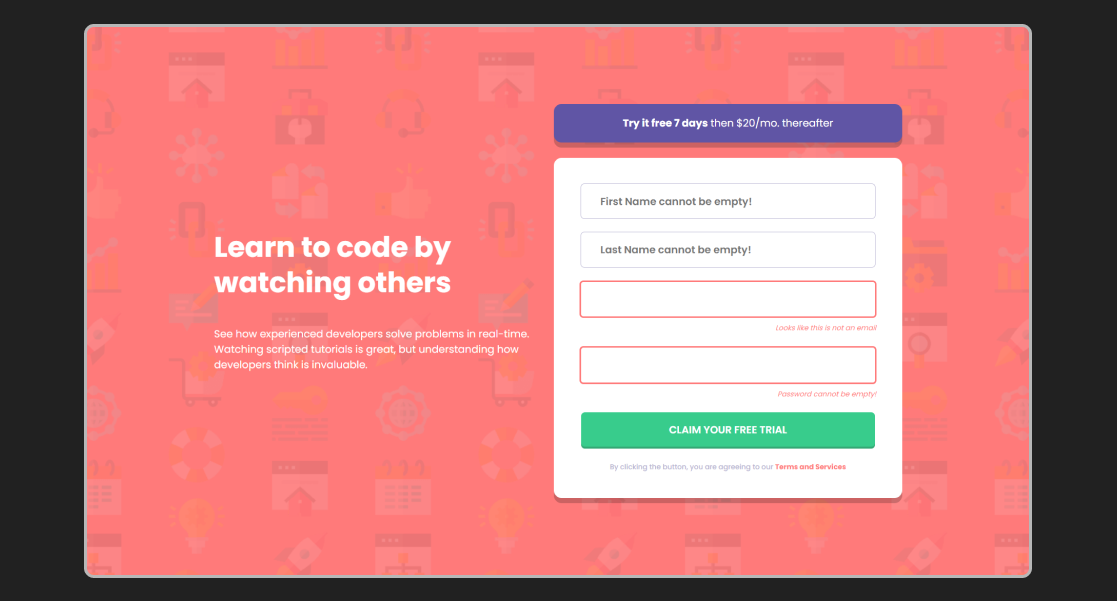 Try it free 7 days then $20/mo. thereafter
First Name cannot be empty!
Last Name cannot be empty!
Learn to code by
watching others
Looks like this is not an email
See how experienced developers solve problems in real-time.
Watching scripted tutorials is great, but understanding how
developers think is invaluable.
Password cannot be empty!
CLAIM YOUR FREE TRIAL
By clicking the button, you are agreeing to our Terms and Services